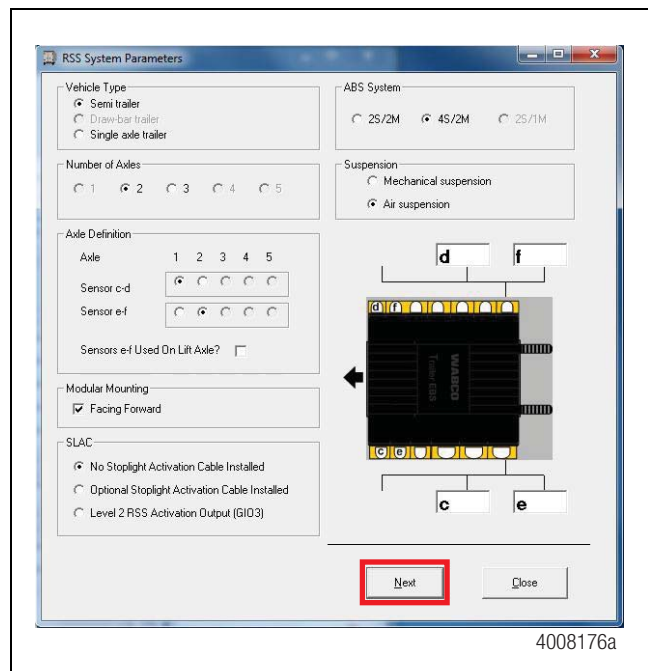 RSS System Parameters
Vehicle Type
Semi trailer
Draw-bar trailer
Single axle trailer
ABS System
2S/2M 4S/2M 2S/1M
Number of Axles
1 2 3 4 5
Suspension
Mechanical suspension
Air suspension
Axle Definition
Axle 1 2 3 4 5
Sensor c-d
Sensor e-f
Sensors e-f Used On Lift Axle?
Modular Mounting
Facing Forward
SLAC
No Stoplight Activation Cable Installed
Optional Stoplight Activation Cable Installed
Level 2 RSS Activation Output (GIO3)
d f
d f
WABCO
Trailer EBS
c e
c e
Next Close
4008176a